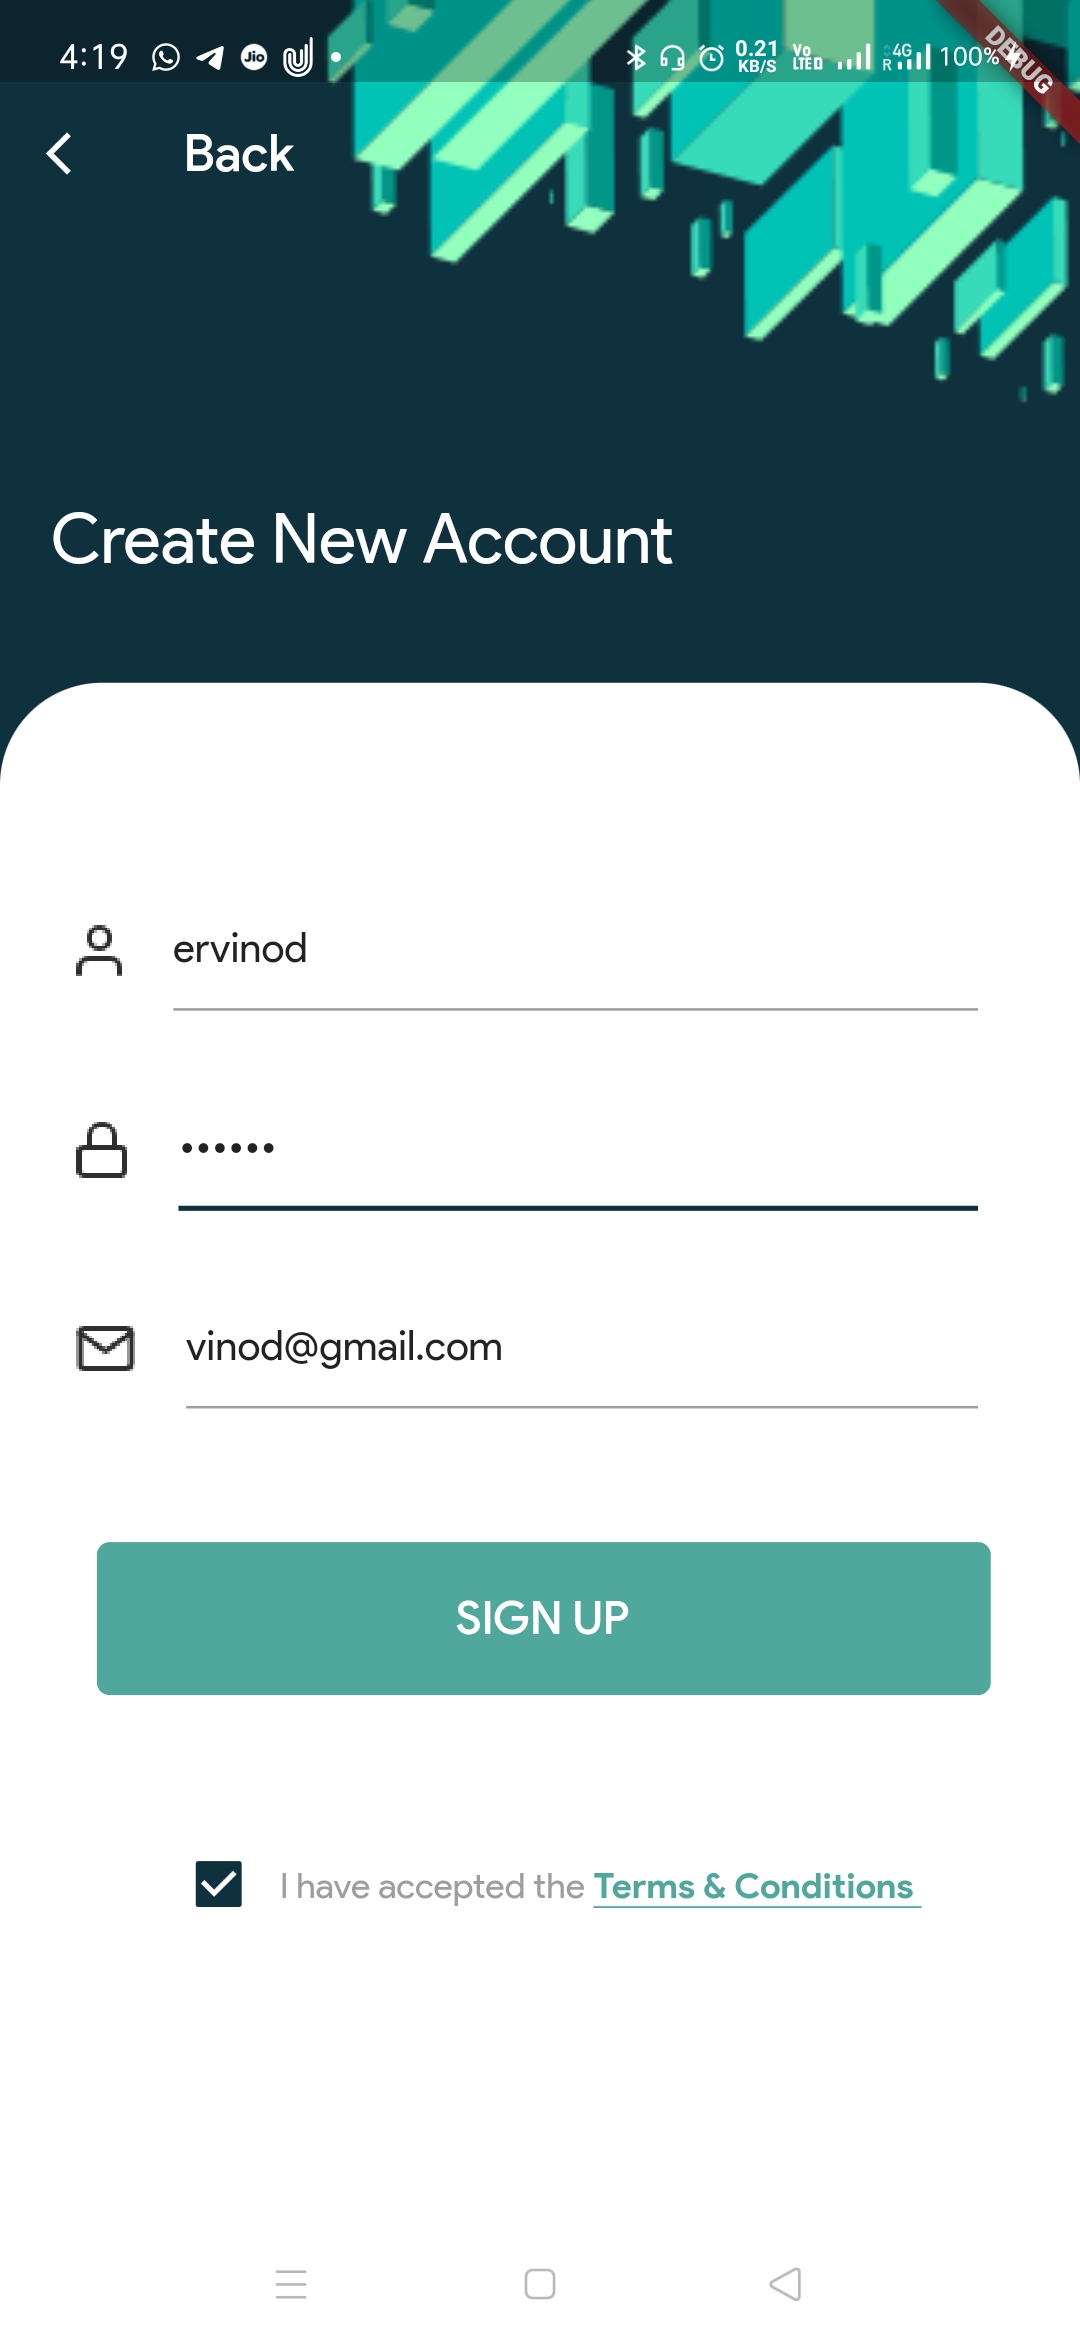 4:19 Jio 0.21 KB/S Vo LTE D R 4G 100%
DEBUG
Back
Create New Account
ervinod
••••••
vinod@gmail.com
SIGN UP
I have accepted the Terms & Conditions